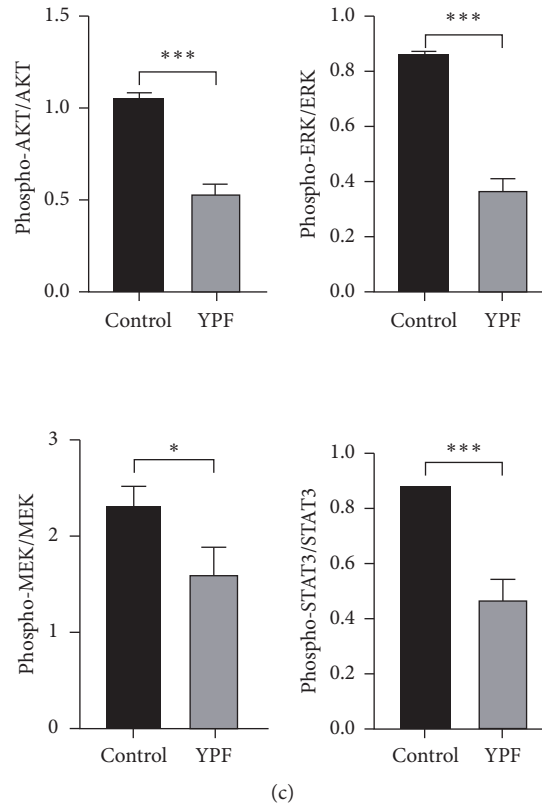 Phospho-AKT/AKT
1.5
1.0
0.5
0.0
***
Control YPF
Phospho-ERK/ERK
1.0
0.8
0.6
0.4
0.2
0.0
***
Control YPF
Phospho-MEK/MEK
3
2
1
0
*
Control YPF
Phospho-STAT3/STAT3
1.0
0.8
0.6
0.4
0.2
0.0
***
Control YPF
(c)